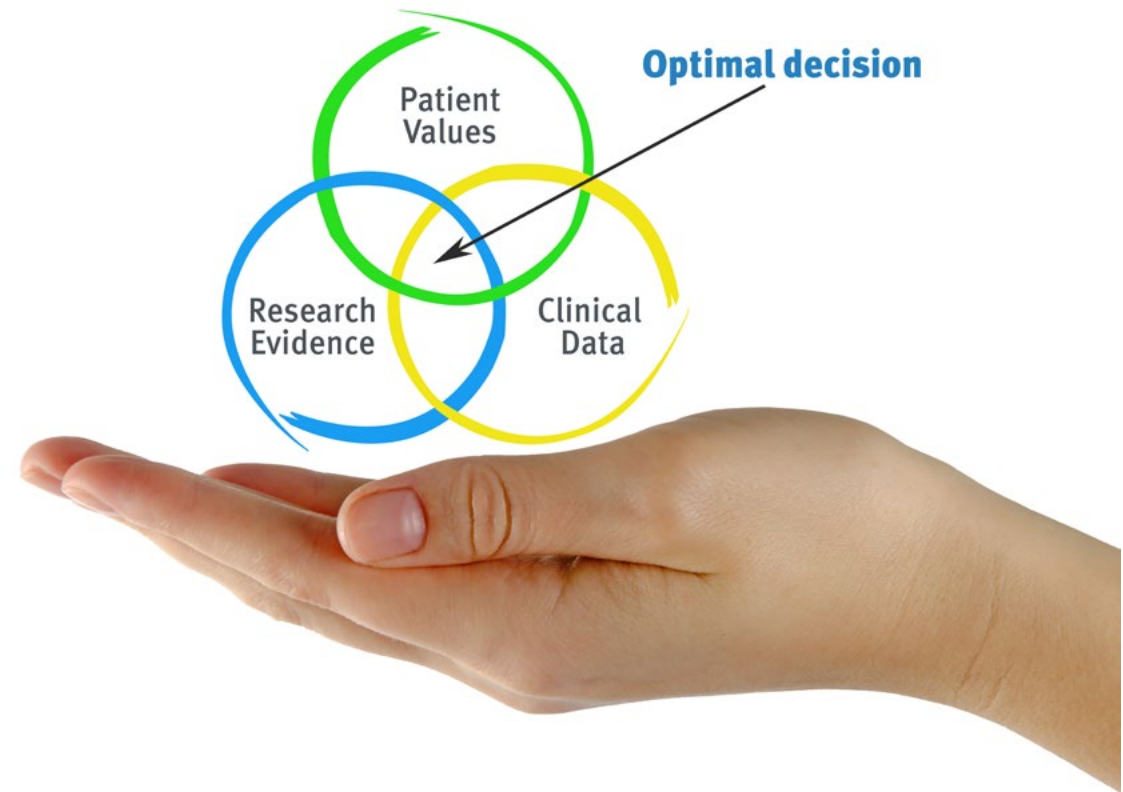 Optimal decision
Patient
Values
Research
Evidence
Clinical
Data